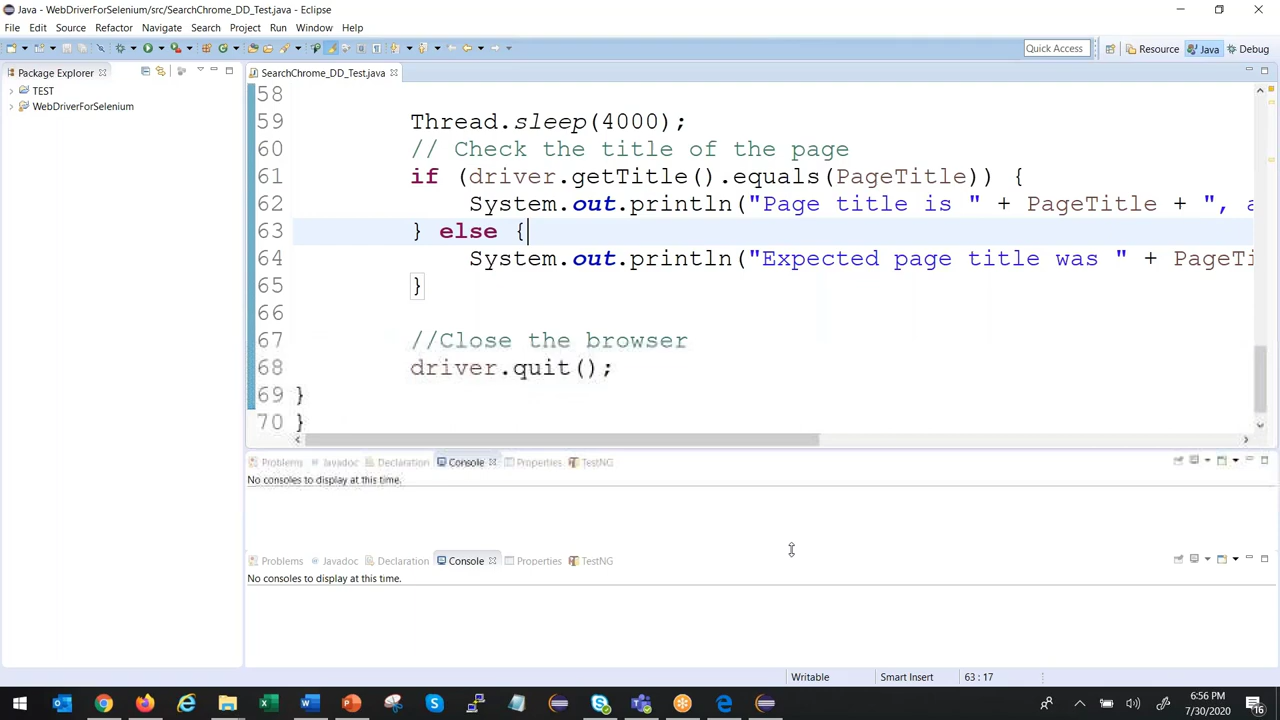 Java - WebDriverForSelenium/src/SearchChrome_DD_Test.java - Eclipse
File Edit Source Refactor Navigate Search Project Run Window Help
Quick Access Resource Java Debug
Package Explorer
SearchChrome_DD_Test.java
TEST
WebDriverForSelenium
58
59 Thread.sleep(4000);
60 // Check the title of the page
61 if (driver.getTitle().equals(PageTitle)) {
62 System.out.println("Page title is " + PageTitle + ", a
63 } else {
64 System.out.println("Expected page title was " + PageTi
65 }
66
67 //Close the browser
68 driver.quit();
69 }
70 }
Problems Javadoc Declaration Console Properties TestNG
No consoles to display at this time.
Problems Javadoc Declaration Console Properties TestNG
No consoles to display at this time.
Writable Smart Insert 63 : 17
6:56 PM
7/30/2020
16